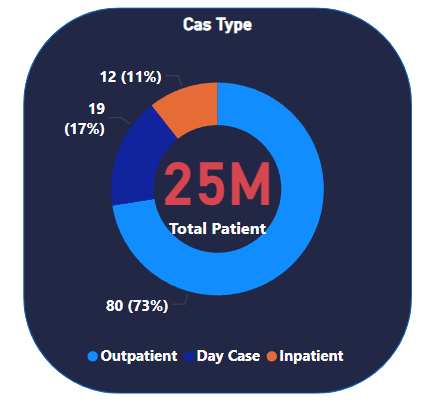 Cas Type
12 (11%)
19
(17%)
25M
Total Patient
80 (73%)
Outpatient Day Case Inpatient